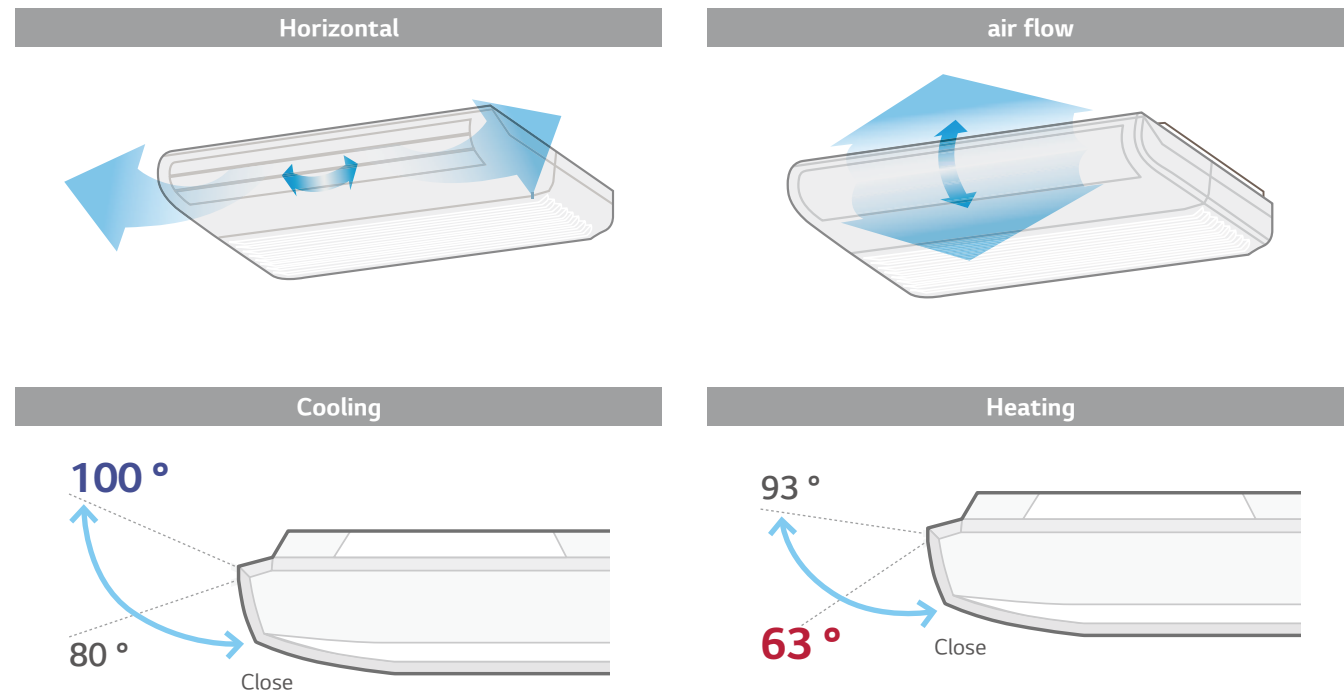 Horizontal
air flow
Cooling
100 °
80 °
Close
Heating
93 °
63 °
Close